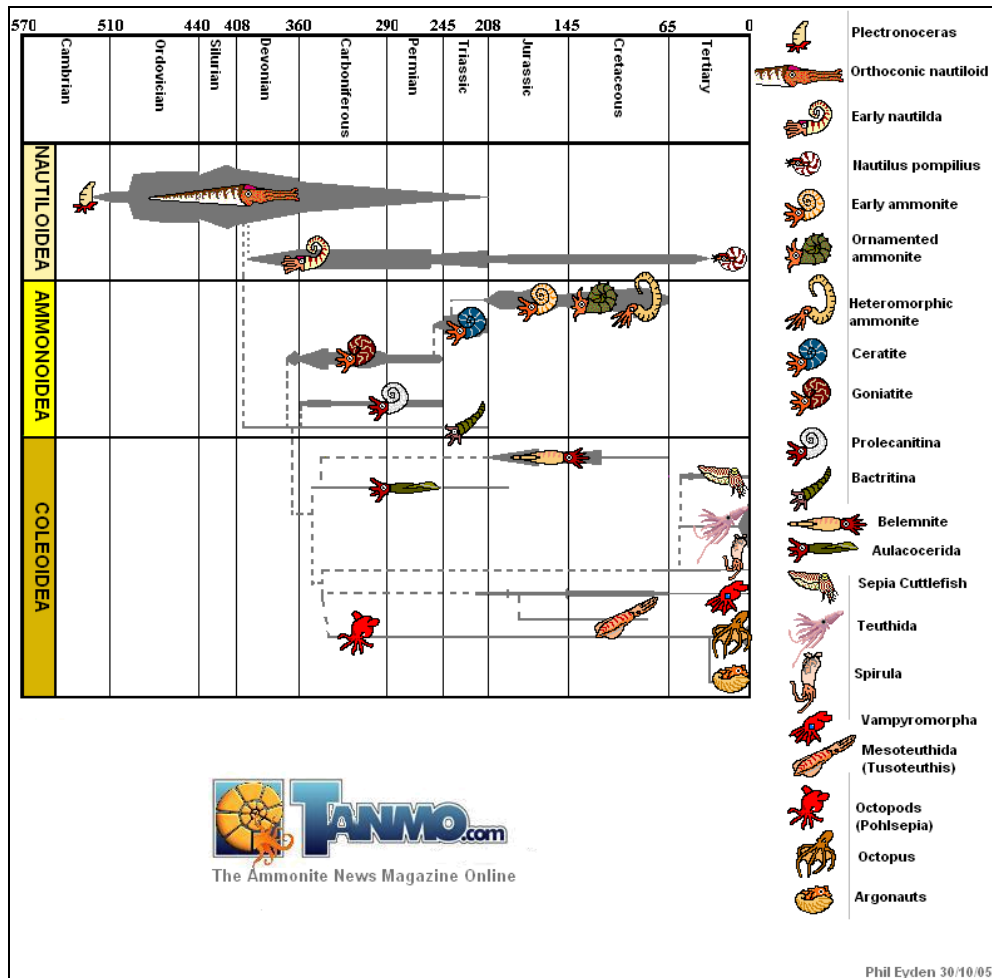 570 510 440 408 360 290 245 208 145 65 0
Cambrian
Ordovician
Silurian
Devonian
Carboniferous
Permian
Triassic
Jurassic
Cretaceous
Tertiary
NAUTILOIDEA
AMMONOIDEA
COLEOIDEA
Plectronoceras
Orthoconic nautiloid
Early nautilda
Nautilus pompilius
Early ammonite
Ornamented
ammonite
Heteromorphic
ammonite
Ceratite
Goniatite
Prolecanitina
Bactritina
Belemnite
Aulacocerida
Sepia Cuttlefish
Teuthida
Spirula
Vampyromorpha
Mesoteuthida
(Tusoteuthis)
Octopods
(Pohlsepia)
Octopus
Argonauts
TANMO.com
The Ammonite News Magazine Online
Phil Eyden 30/10/05